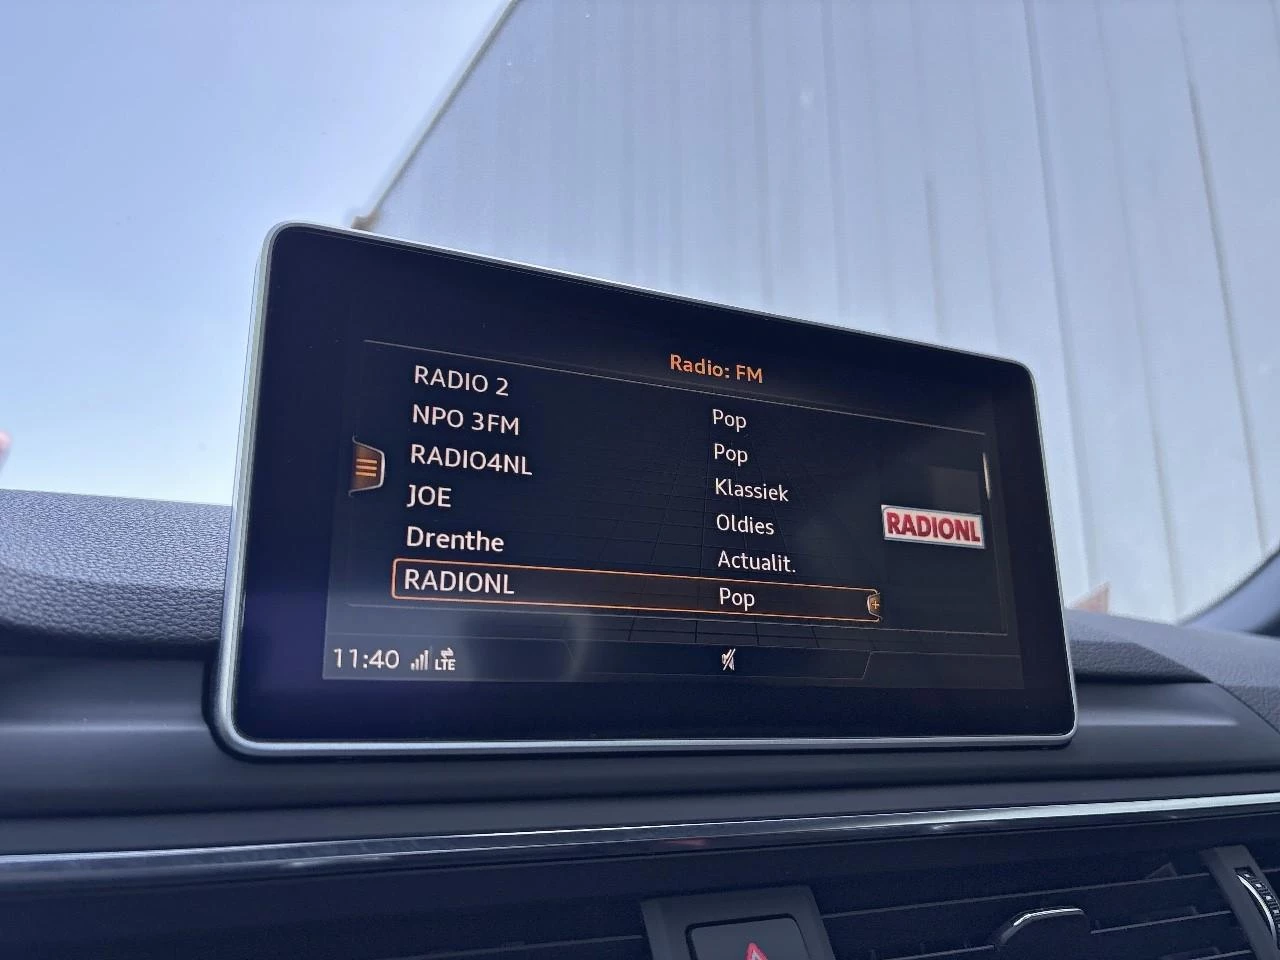 Radio: FM
RADIO 2 Pop
NPO 3FM Pop
RADIO4NL Klassiek
JOE Oldies
Drenthe Actualit.
RADIONL Pop
RADIONL
11:40 LTE